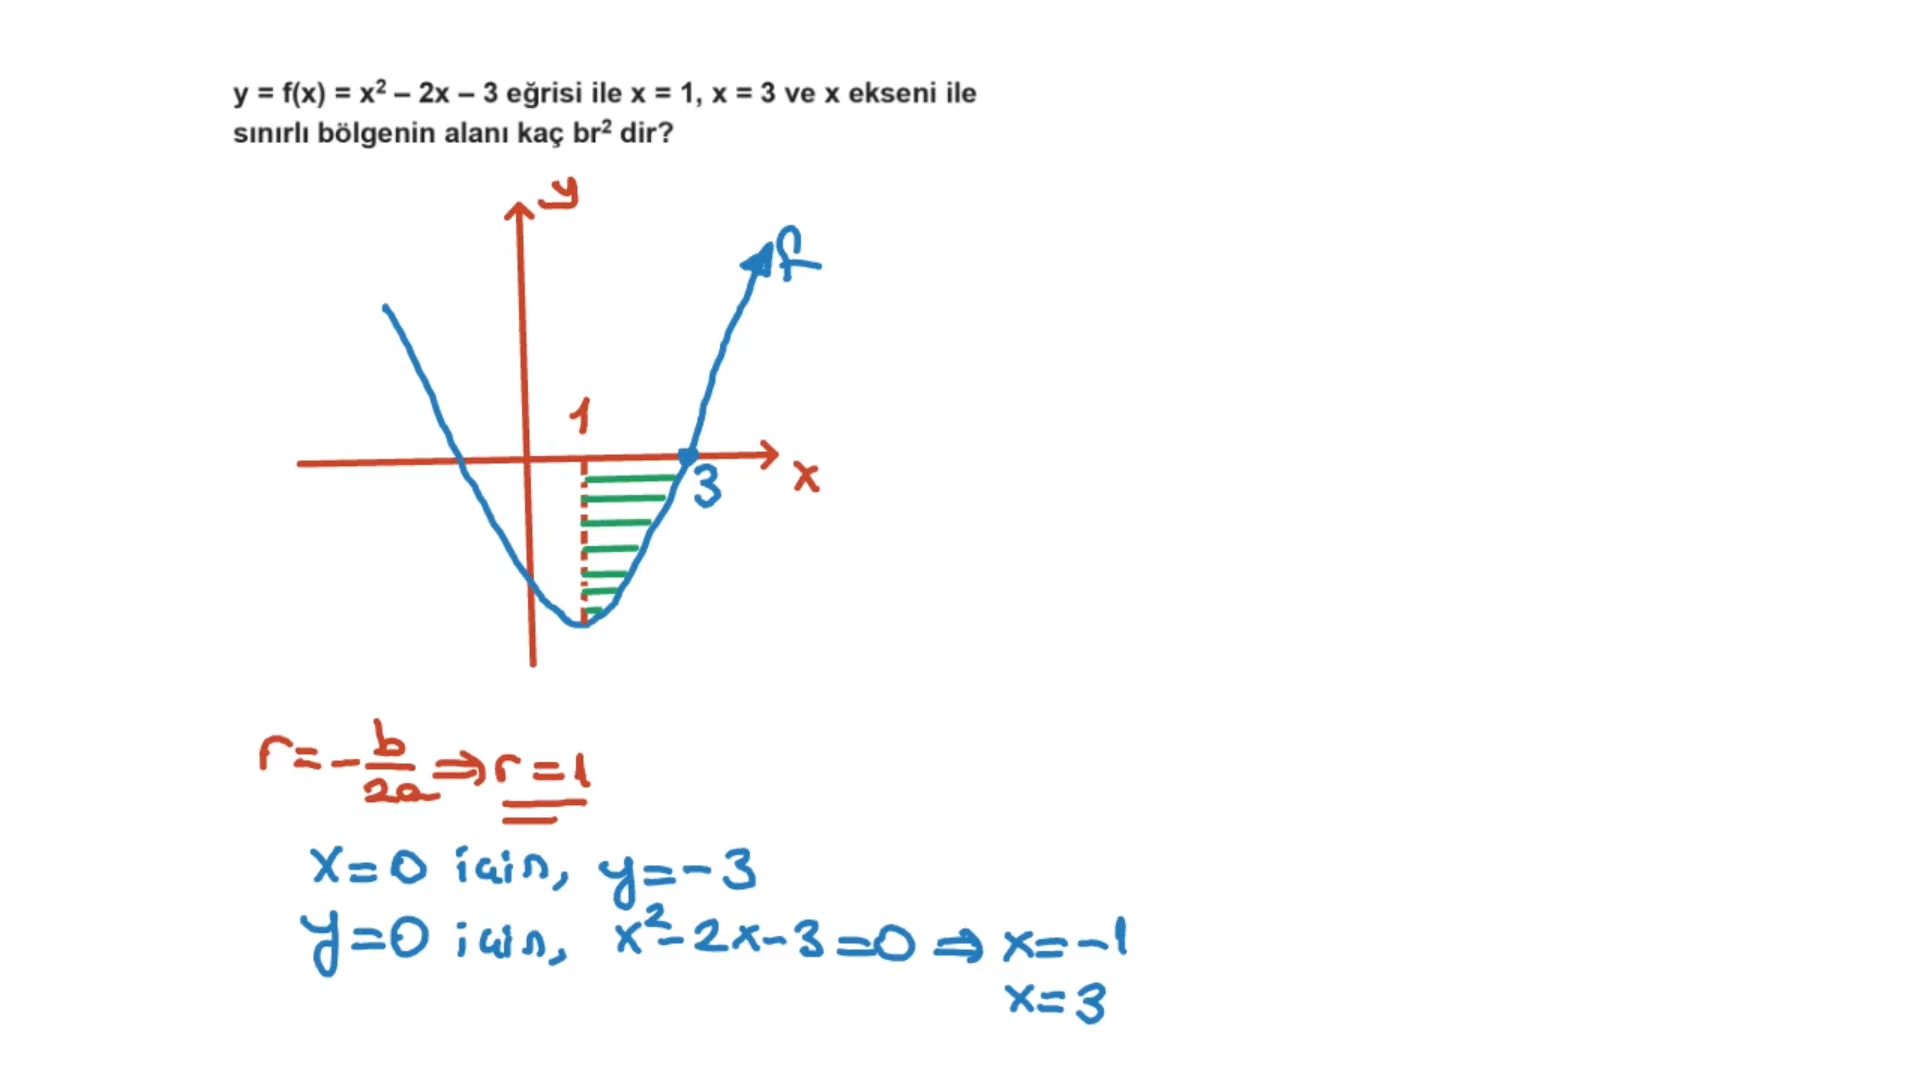 y = f(x) = x² – 2x – 3 eğrisi ile x = 1, x = 3 ve x ekseni ile
sınırlı bölgenin alanı kaç br² dir?
y
f
1
3
x
r = - b/2a ⇒ r = 1
x = 0 için, y = -3
y = 0 için, x² - 2x - 3 = 0 ⇒ x = -1
x = 3